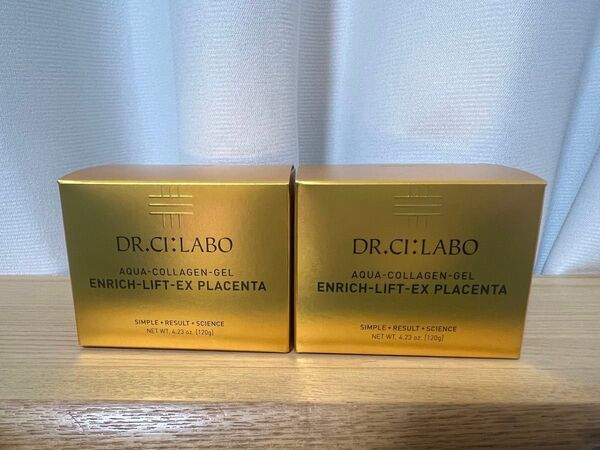 DR.CI:LABO
AQUA-COLLAGEN-GEL
ENRICH-LIFT-EX PLACENTA
SIMPLE + RESULT + SCIENCE
NET WT. 4.23 oz. [120g]
DR.CI:LABO
AQUA-COLLAGEN-GEL
ENRICH-LIFT-EX PLACENTA
SIMPLE + RESULT + SCIENCE
NET WT. 4.23 oz. [120g]